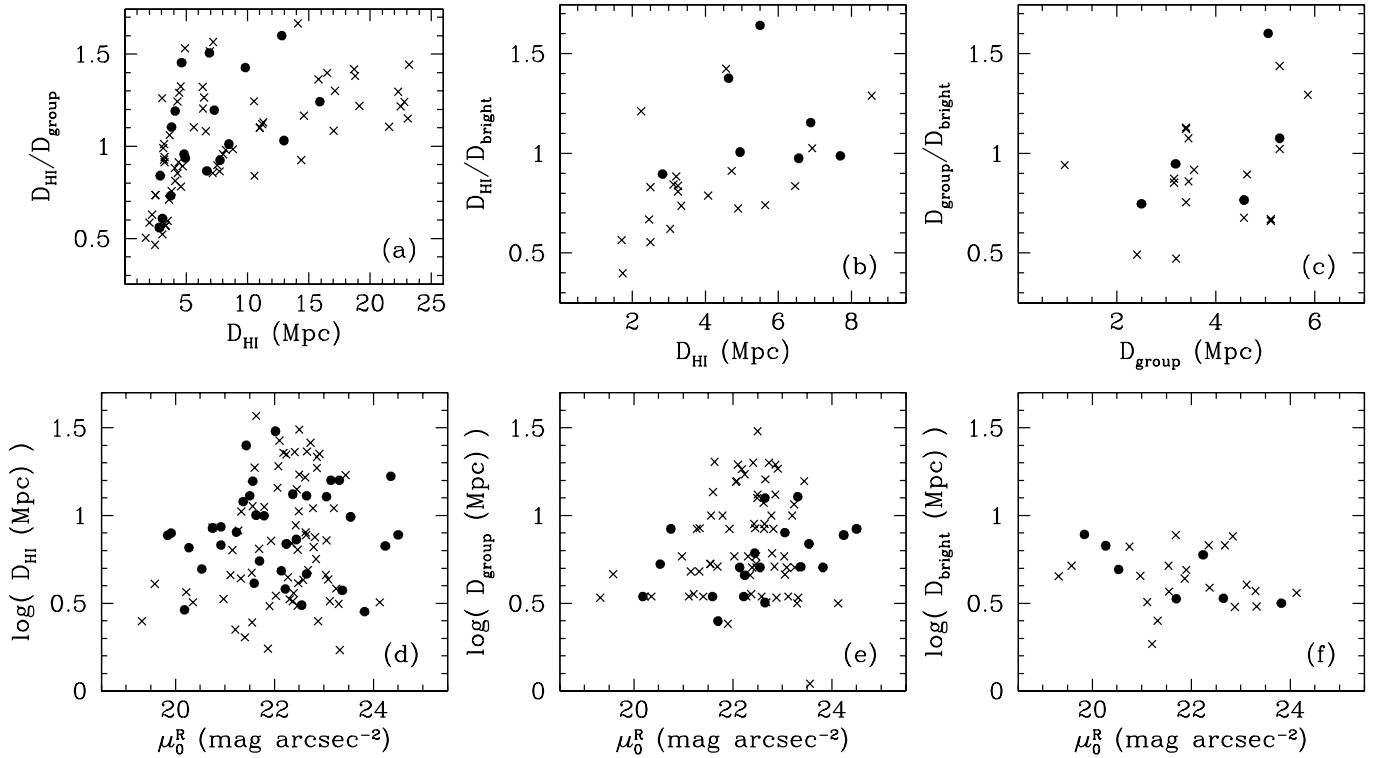 D_HI/D_group
1.5
1
0.5
(a)
5 10 15 20 25
D_HI (Mpc)
D_HI/D_bright
1.5
1
0.5
(b)
2 4 6 8
D_HI (Mpc)
D_group/D_bright
1.5
1
0.5
(c)
2 4 6
D_group (Mpc)
log( D_HI (Mpc) )
1.5
1
0.5
0
(d)
20 22 24
μ₀ᴿ (mag arcsec⁻²)
log( D_group (Mpc) )
1.5
1
0.5
0
(e)
20 22 24
μ₀ᴿ (mag arcsec⁻²)
log( D_bright (Mpc) )
1.5
1
0.5
0
(f)
20 22 24
μ₀ᴿ (mag arcsec⁻²)